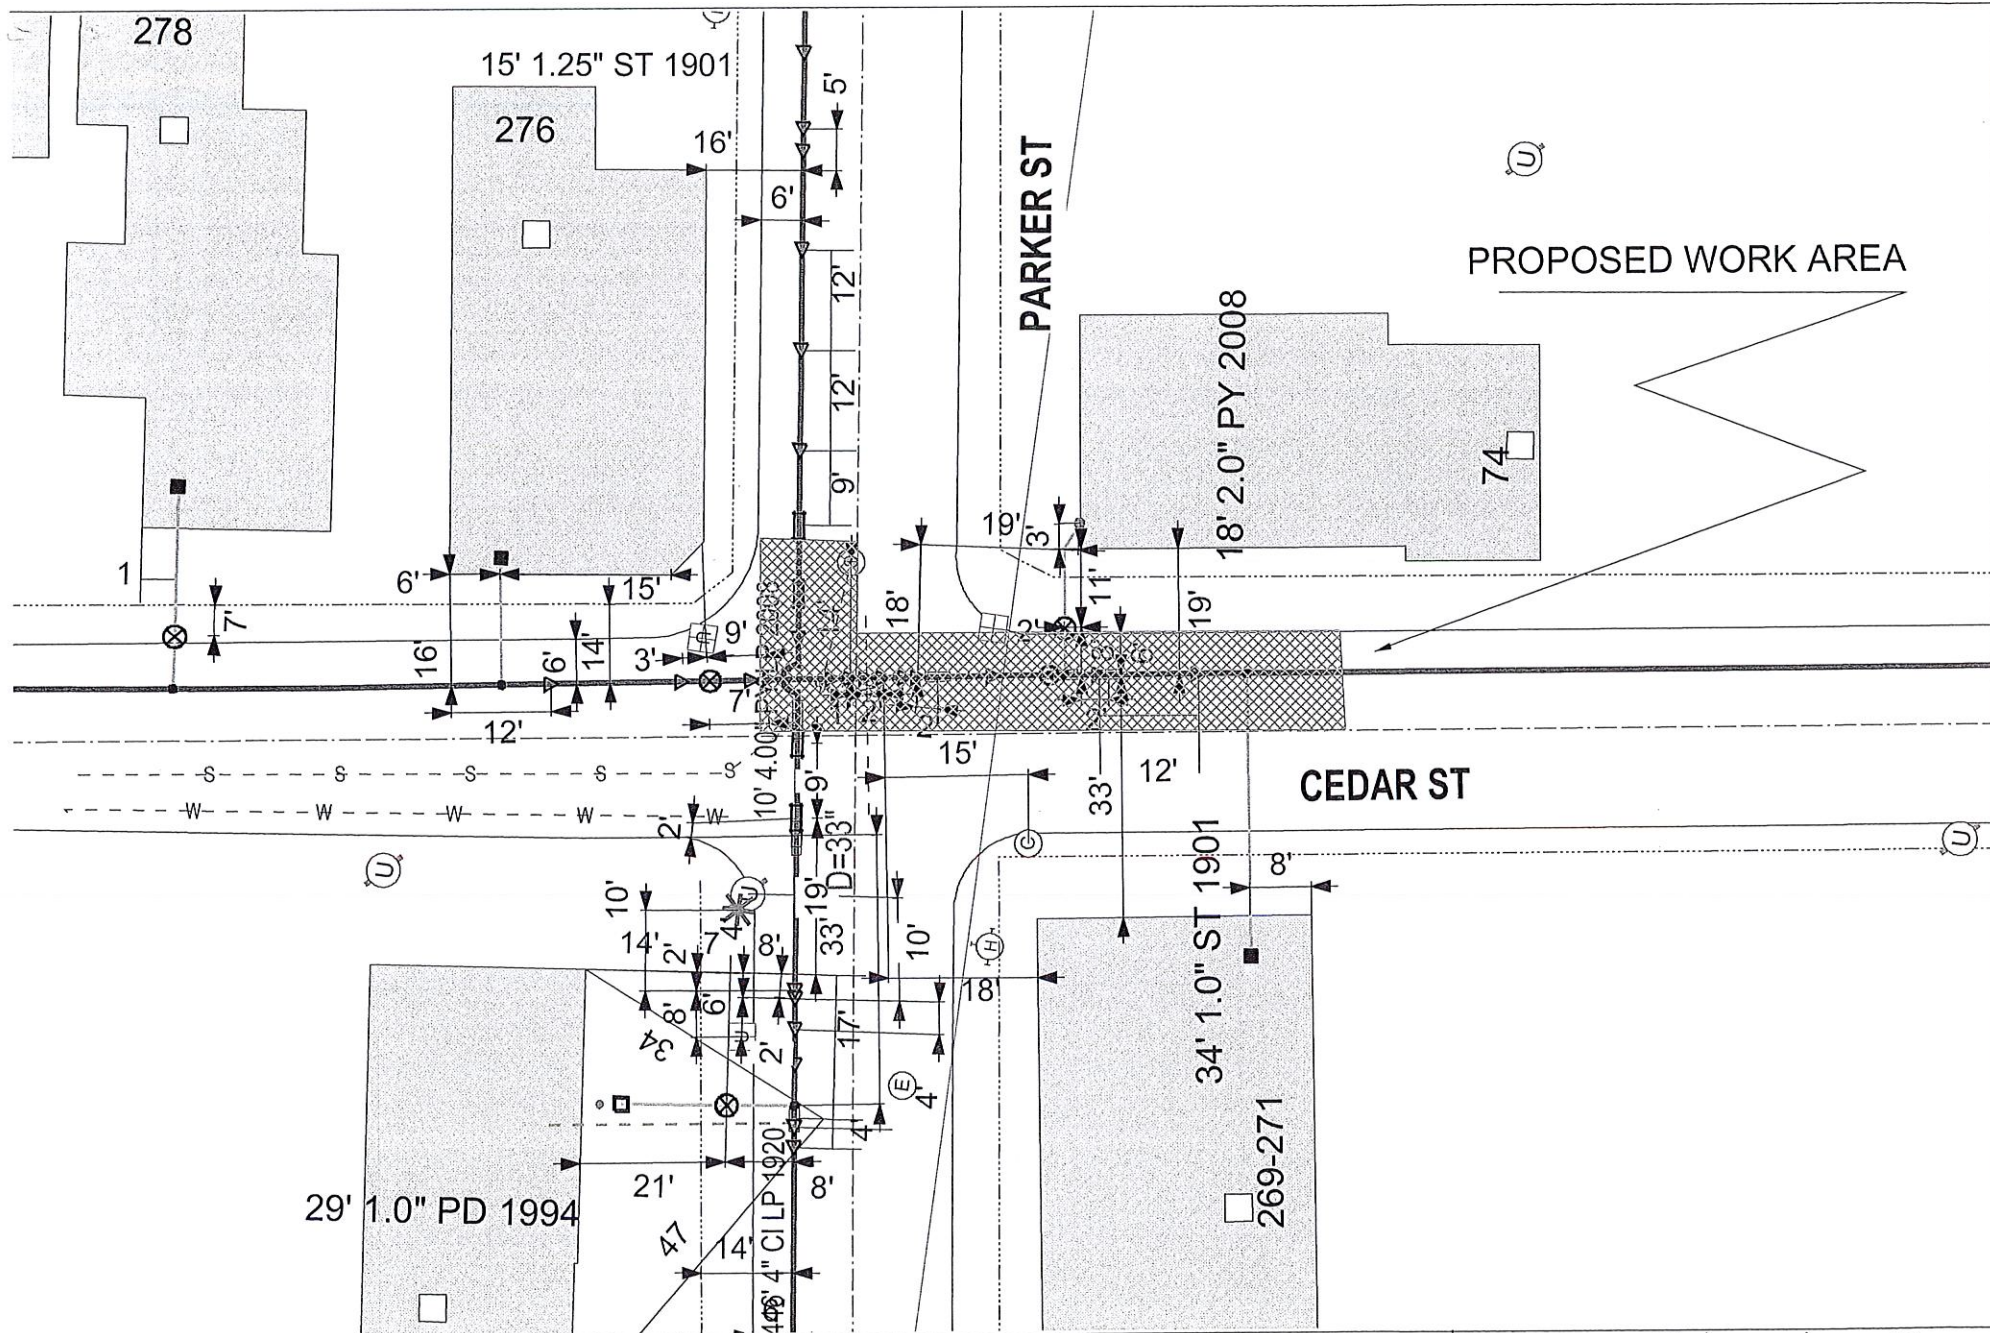 278
15' 1.25" ST 1901
276
5'
16'
6'
PARKER ST
U
PROPOSED WORK AREA
12'
12'
9'
18' 2.0" PY 2008
74
19'
3'
1
6'
15'
7'
16'
6'
14'
U
9'
3'
7'
12'
18'
2'
11'
19'
15'
12'
33'
CEDAR ST
S
S
S
S
S
W
W
W
W
W
2'
10' 4.00
9'
D=33"
C
U
U
U
8'
34' 1.0" ST 1901
10'
14'
2'
7
4'
8'
19'
33'
10'
H
18'
8'
6'
U
34
2'
17'
E
4'
4'
21'
8'
29' 1.0" PD 1994
47
14'
4" CI LP 1920
269-271